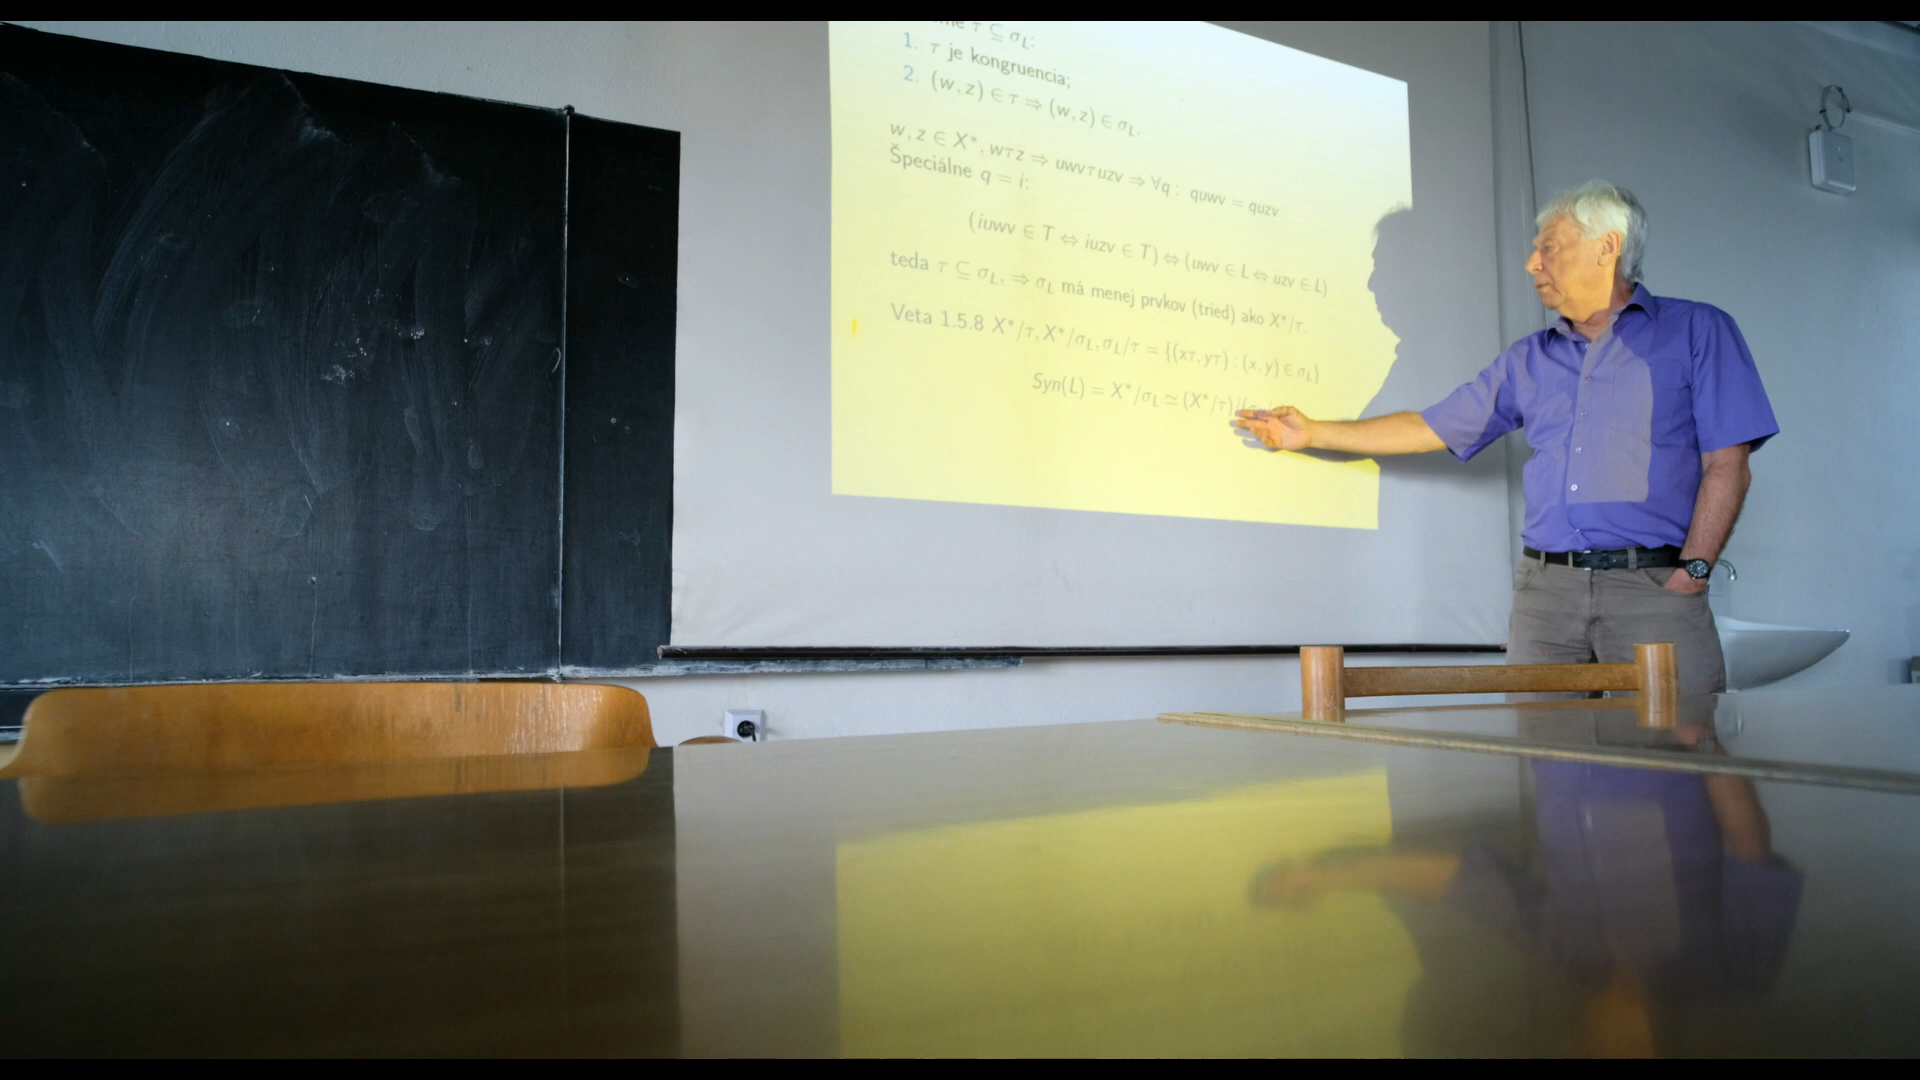 τ ⊆ σ_L:
1. τ je kongruencia;
2. (w, z) ∈ τ ⇒ (w, z) ∈ σ_L.
w, z ∈ X*, wτz ⇒ uwvτuzv ⇒ ∀q : quwv = quzv
Špeciálne q = i:
(iuwv ∈ T ⇔ iuzv ∈ T) ⇔ (uwv ∈ L ⇔ uzv ∈ L)
teda τ ⊆ σ_L, ⇒ σ_L má menej prvkov (tried) ako X*/τ.
Veta 1.5.8 X*/τ, X*/σ_L, σ_L/τ = {(xτ, yτ) : (x, y) ∈ σ_L}
Syn(L) = X*/σ_L ≃ (X*/τ)/